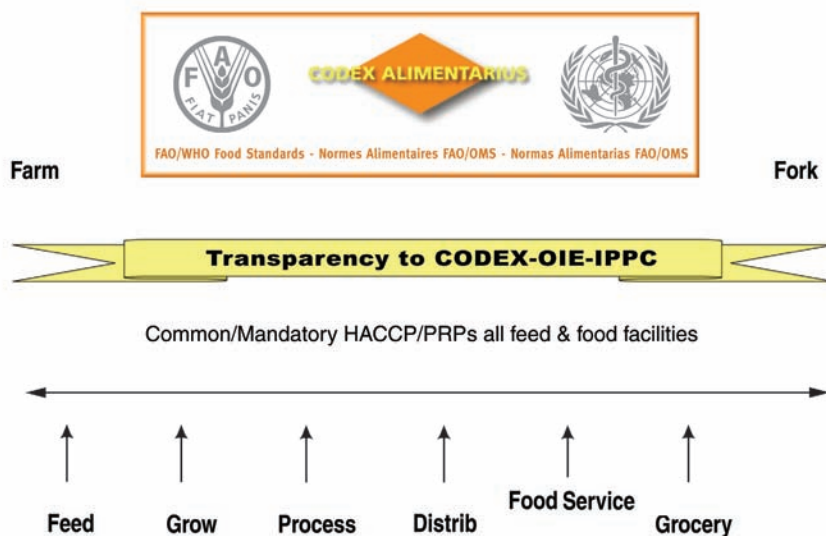 FAO
FIAT PANIS
CODEX ALIMENTARIUS
FAO/WHO Food Standards - Normes Alimentaires FAO/OMS - Normas Alimentarias FAO/OMS
Farm
Fork
Transparency to CODEX-OIE-IPPC
Common/Mandatory HACCP/PRPs all feed & food facilities
Feed
Grow
Process
Distrib
Food Service
Grocery